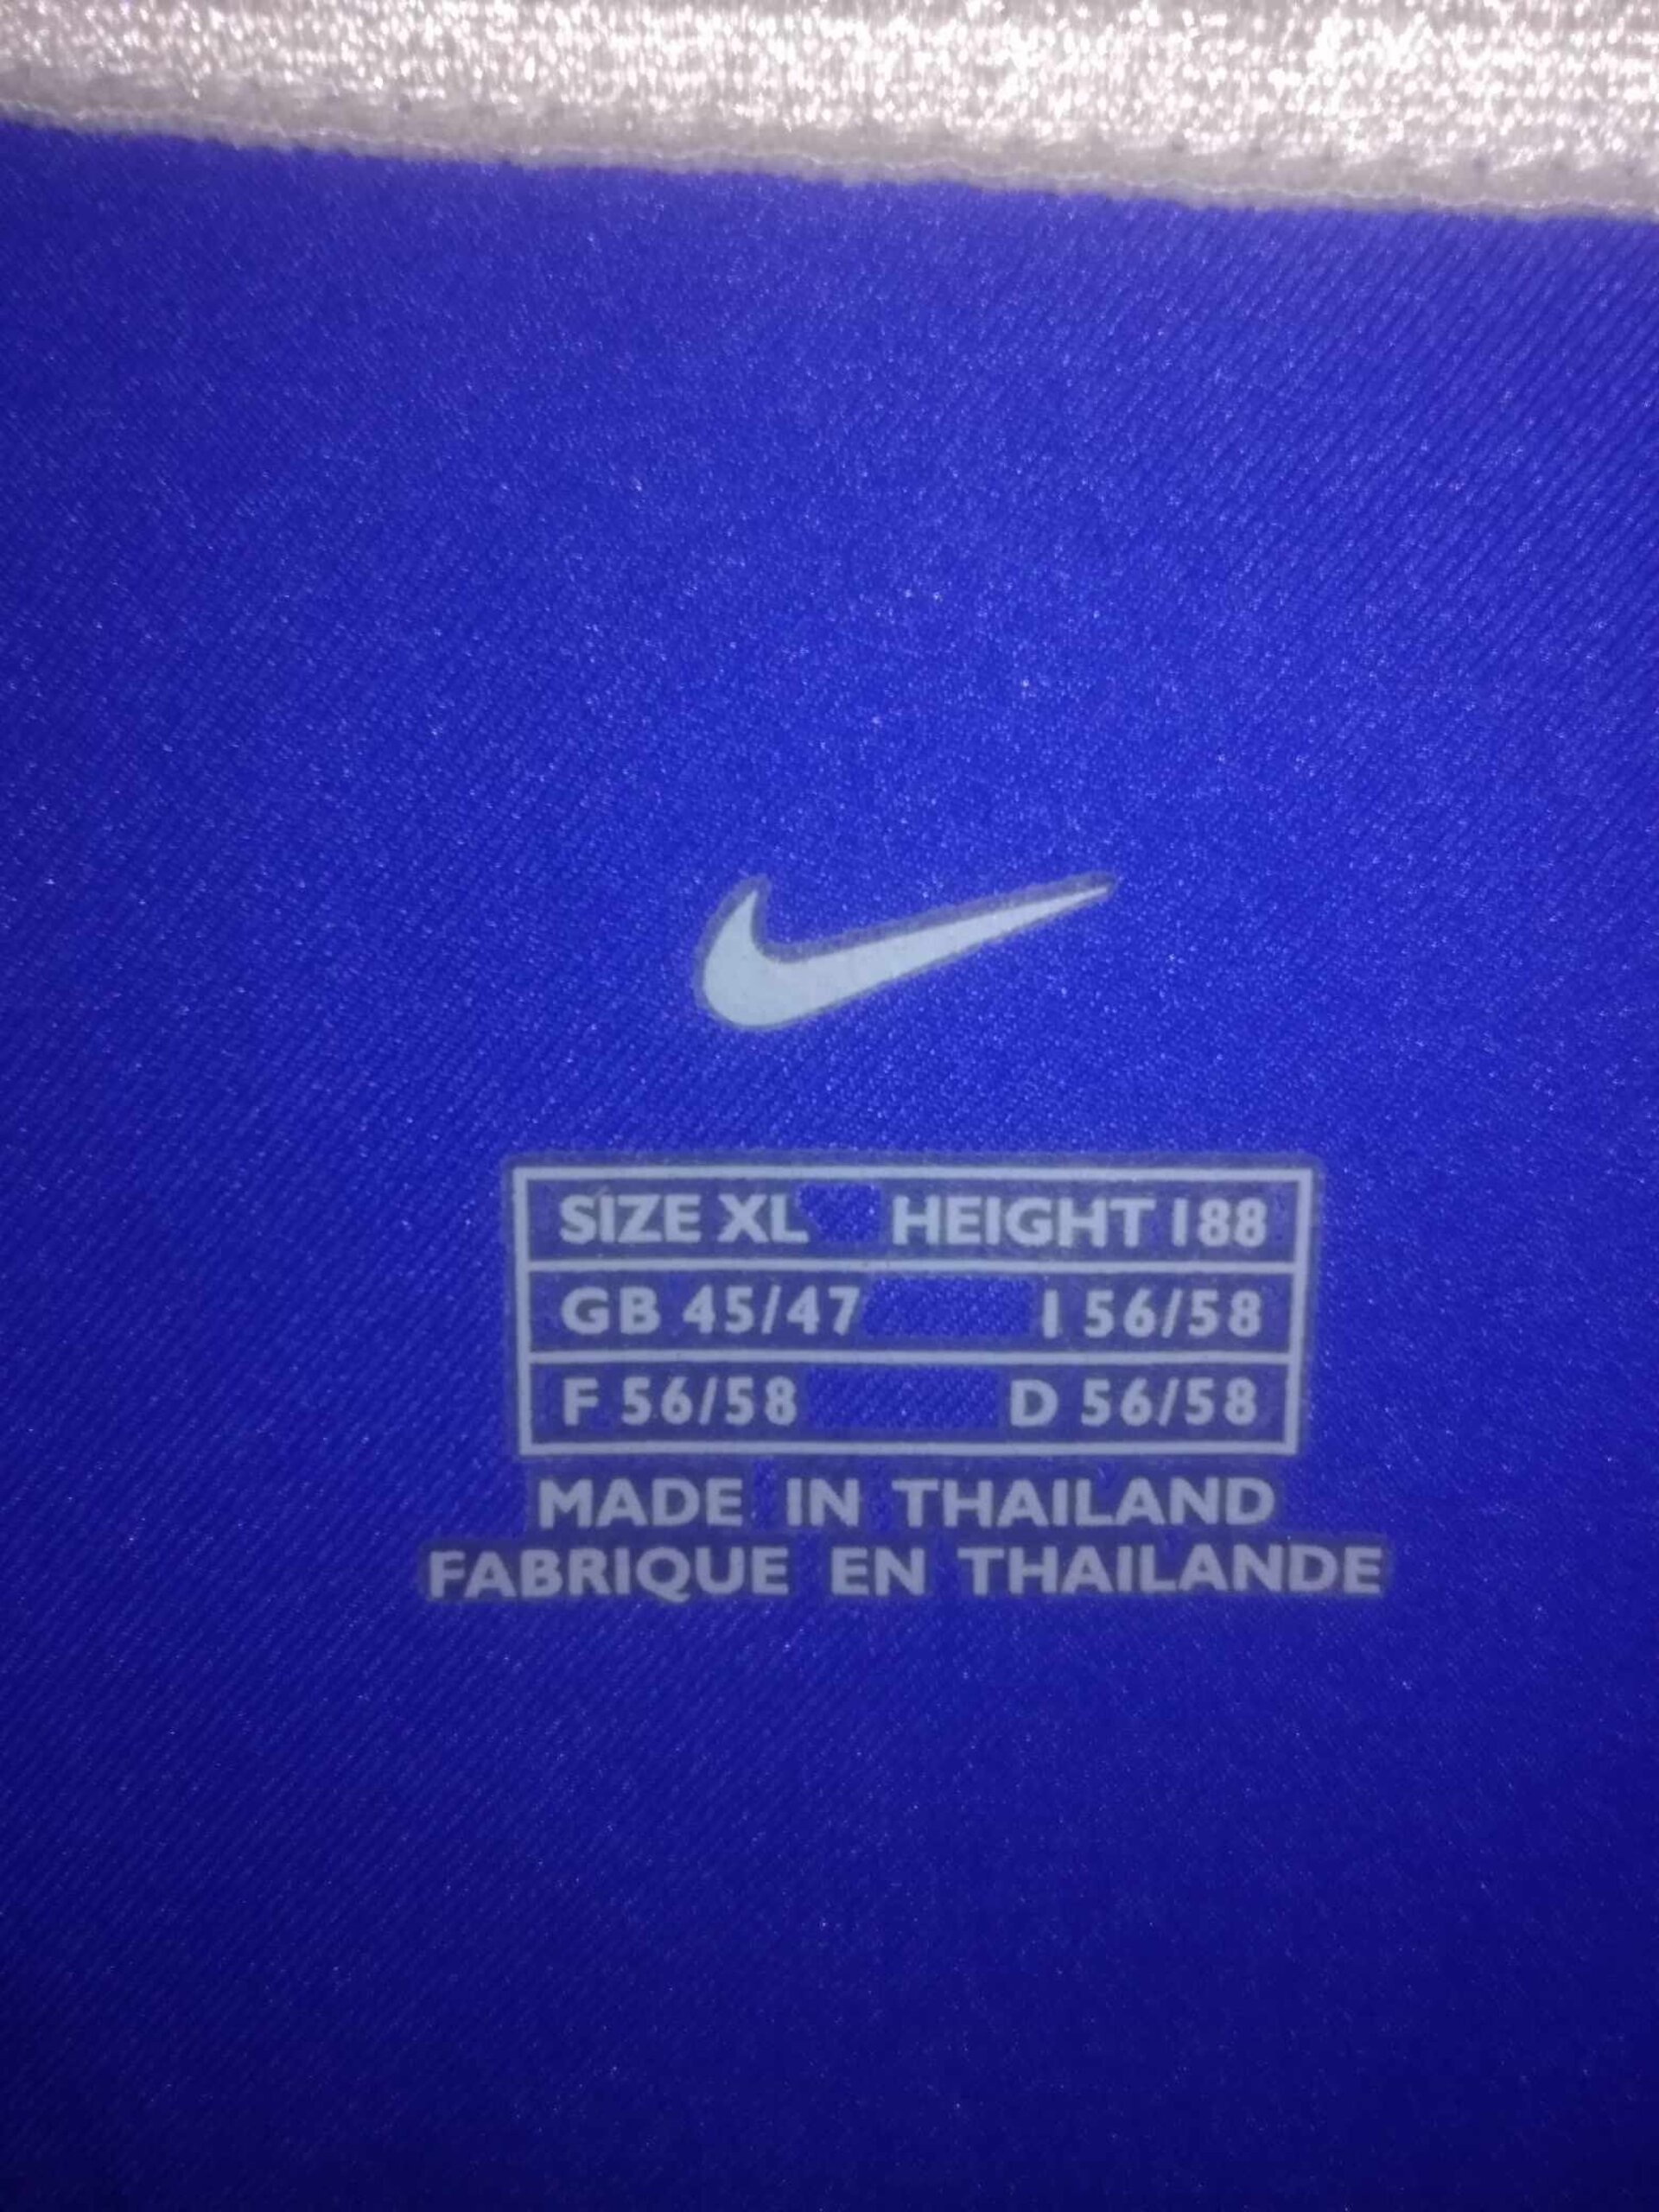 SIZE XL HEIGHT 188
GB 45/47 I 56/58
F 56/58 D 56/58
MADE IN THAILAND
FABRIQUE EN THAILANDE